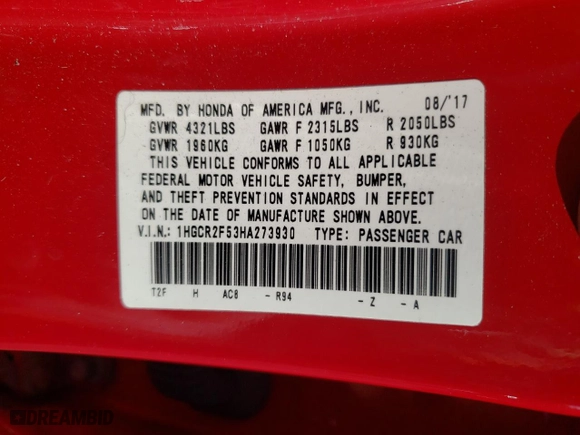 MFD. BY HONDA OF AMERICA MFG., INC. 08/'17
GVWR 4321LBS GAWR F 2315LBS R 2050LBS
GVWR 1960KG GAWR F 1050KG R 930KG
THIS VEHICLE CONFORMS TO ALL APPLICABLE
FEDERAL MOTOR VEHICLE SAFETY, BUMPER,
AND THEFT PREVENTION STANDARDS IN EFFECT
ON THE DATE OF MANUFACTURE SHOWN ABOVE.
V.I.N.: 1HGCR2F53HA273930 TYPE: PASSENGER CAR
T2F H AC8 - R94 - Z - A
DREAMBID